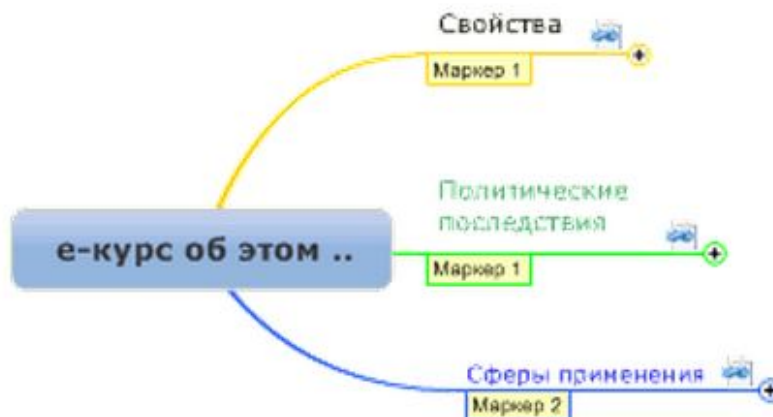 Свойства
Маркер 1
Политические
последствия
е-курс об этом ..
Маркер 1
Сферы применения
Маркер 2